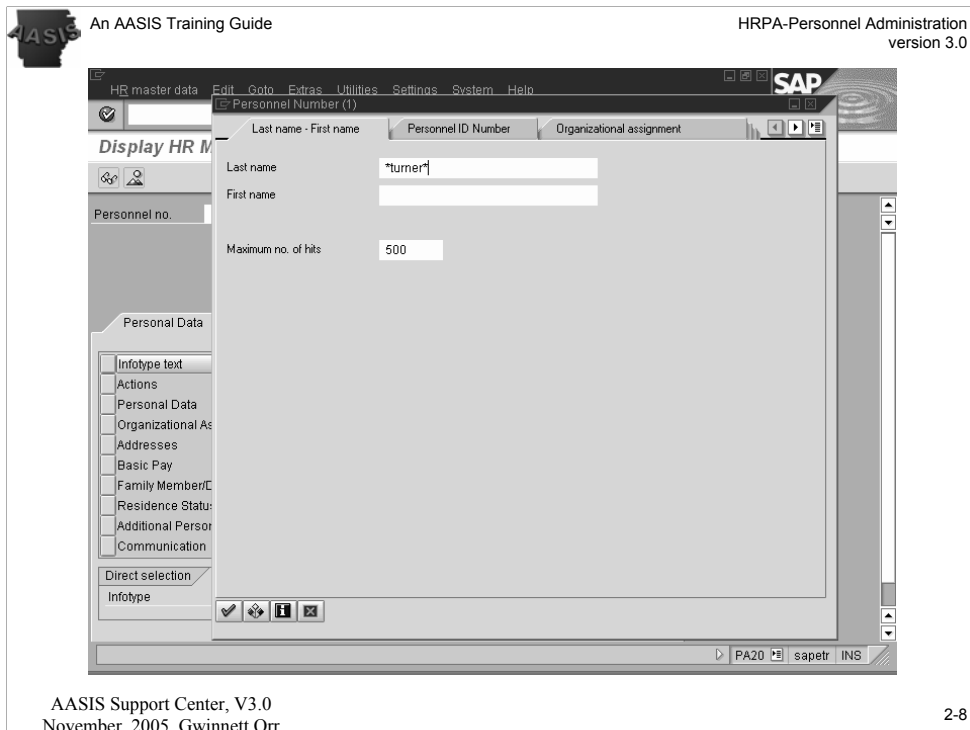 AASIS
An AASIS Training Guide
HRPA-Personnel Administration
version 3.0
HR master data Edit Goto Extras Utilities Settings System Help
SAP
Personnel Number (1)
Last name - First name
Personnel ID Number
Organizational assignment
Display HR M
Last name
*turner*
First name
Personnel no.
Maximum no. of hits
500
Personal Data
Infotype text
Actions
Personal Data
Organizational As
Addresses
Basic Pay
Family Member/D
Residence Status
Additional Person
Communication
Direct selection
Infotype
PA20 sapetr INS
AASIS Support Center, V3.0
November, 2005, Gwinnett Orr
2-8